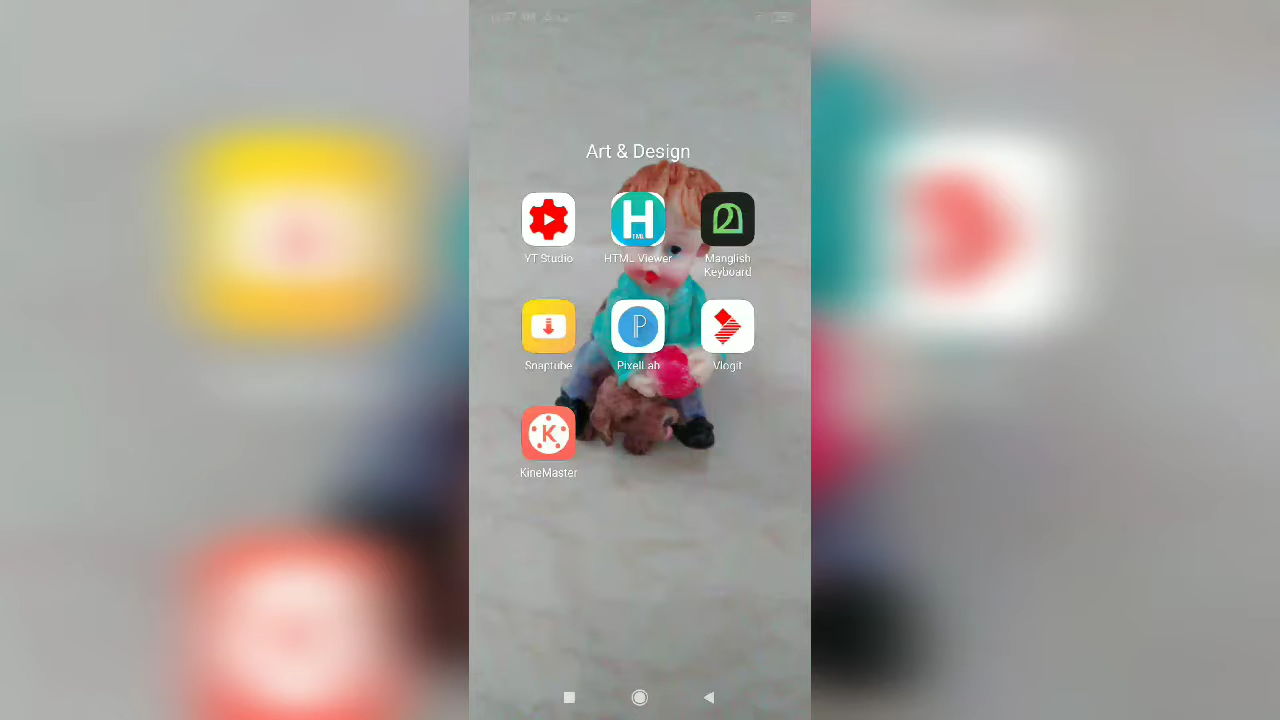 Art & Design
YT Studio
HTML Viewer
Manglish
Keyboard
Snaptube
PixelLab
VlogIt
KineMaster